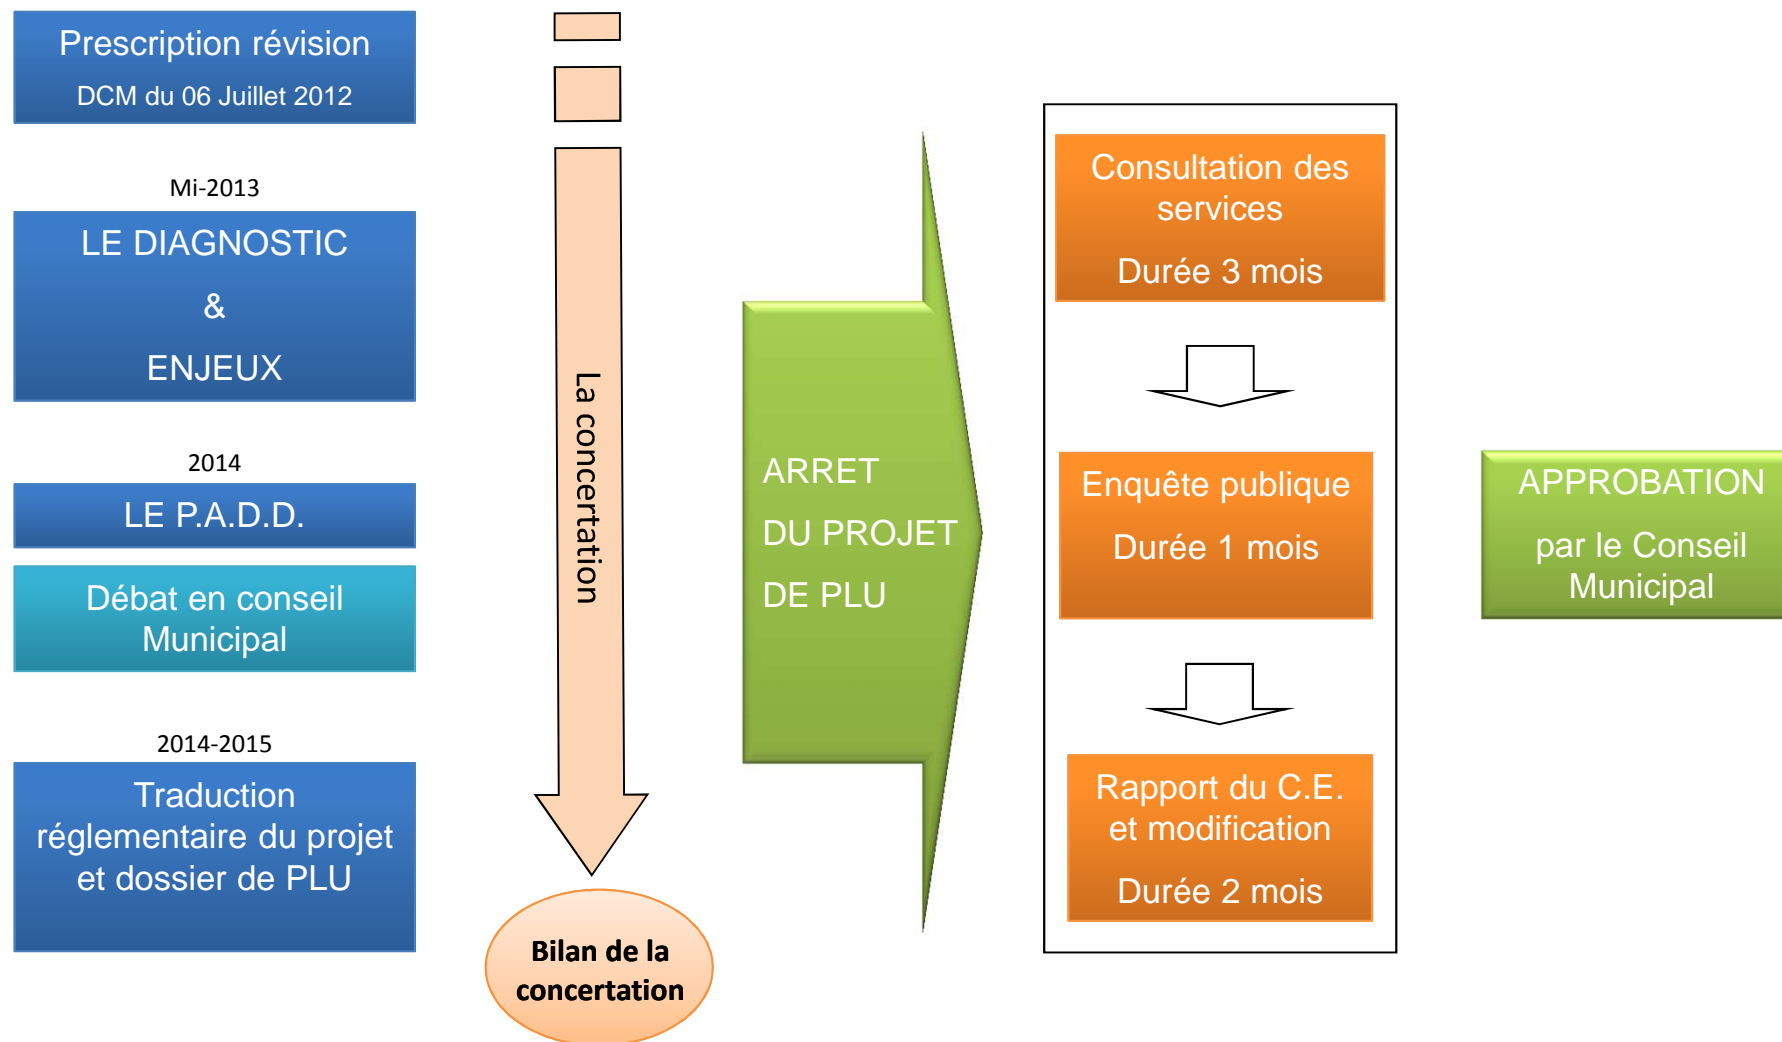 Prescription révision
DCM du 06 Juillet 2012
Mi-2013
LE DIAGNOSTIC
&
ENJEUX
2014
LE P.A.D.D.
Débat en conseil
Municipal
2014-2015
Traduction
réglementaire du projet
et dossier de PLU
La concertation
Bilan de la
concertation
ARRET
DU PROJET
DE PLU
Consultation des
services
Durée 3 mois
Enquête publique
Durée 1 mois
Rapport du C.E.
et modification
Durée 2 mois
APPROBATION
par le Conseil
Municipal